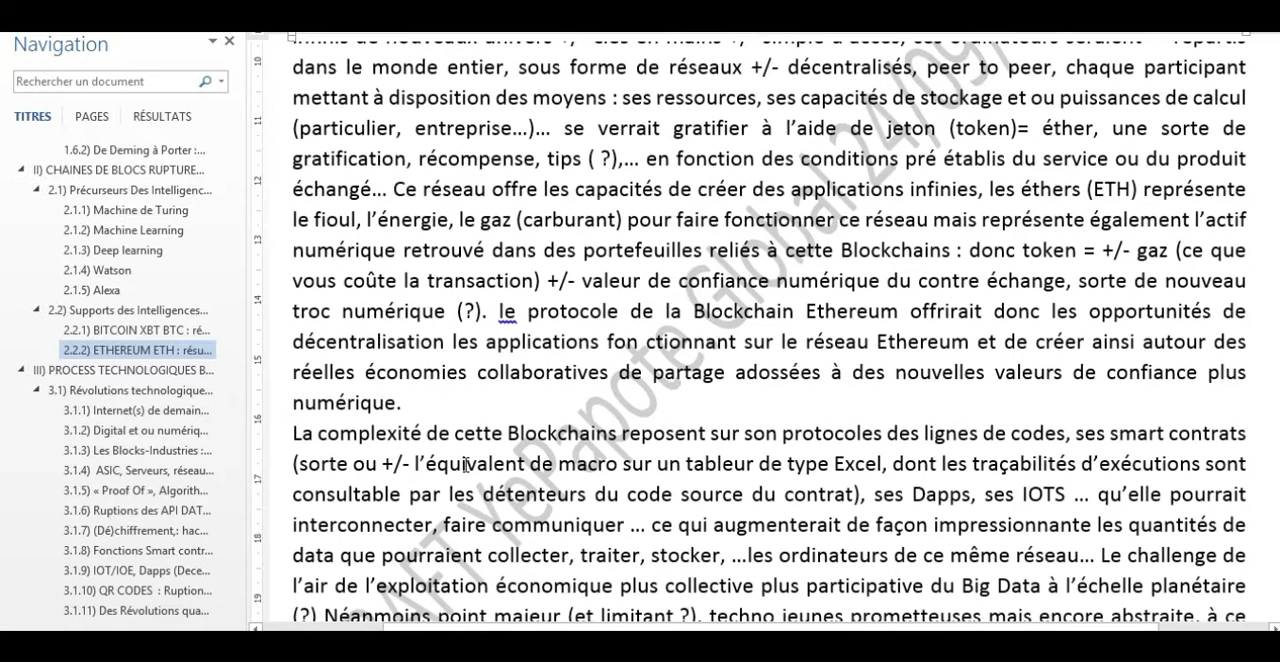 Navigation
Rechercher un document
TITRES PAGES RÉSULTATS
1.6.2) De Deming à Porter :...
II) CHAINES DE BLOCS RUPTURE...
2.1) Précurseurs Des Intelligenc...
2.1.1) Machine de Turing
2.1.2) Machine Learning
2.1.3) Deep learning
2.1.4) Watson
2.1.5) Alexa
2.2) Supports des Intelligences...
2.2.1) BITCOIN XBT BTC : ré...
2.2.2) ETHEREUM ETH : résu...
III) PROCESS TECHNOLOGIQUES B...
3.1) Révolutions technologique...
3.1.1) Internet(s) de demain...
3.1.2) Digital et ou numériq...
3.1.3) Les Blocks-Industries :...
3.1.4) ASIC, Serveurs, réseau...
3.1.5) « Proof Of », Algorith...
3.1.6) Ruptions des API DAT...
3.1.7) (Dé)chiffrement,: hac...
3.1.8) Fonctions Smart contr...
3.1.9) IOT/IOE, Dapps (Dece...
3.1.10) QR CODES : Ruption...
3.1.11) Des Révolutions qua...
dans le monde entier, sous forme de réseaux +/- décentralisés, peer to peer, chaque participant
mettant à disposition des moyens : ses ressources, ses capacités de stockage et ou puissances de calcul
(particulier, entreprise...)... se verrait gratifier à l'aide de jeton (token)= éther, une sorte de
gratification, récompense, tips ( ?),... en fonction des conditions pré établis du service ou du produit
échangé... Ce réseau offre les capacités de créer des applications infinies, les éthers (ETH) représente
le fioul, l'énergie, le gaz (carburant) pour faire fonctionner ce réseau mais représente également l'actif
numérique retrouvé dans des portefeuilles reliés à cette Blockchains : donc token = +/- gaz (ce que
vous coûte la transaction) +/- valeur de confiance numérique du contre échange, sorte de nouveau
troc numérique (?). le protocole de la Blockchain Ethereum offrirait donc les opportunités de
décentralisation les applications fon ctionnant sur le réseau Ethereum et de créer ainsi autour des
réelles économies collaboratives de partage adossées à des nouvelles valeurs de confiance plus
numérique.
La complexité de cette Blockchains reposent sur son protocoles des lignes de codes, ses smart contrats
(sorte ou +/- l'équivalent de macro sur un tableur de type Excel, dont les traçabilités d'exécutions sont
consultable par les détenteurs du code source du contrat), ses Dapps, ses IOTS ... qu'elle pourrait
interconnecter, faire communiquer ... ce qui augmenterait de façon impressionnante les quantités de
data que pourraient collecter, traiter, stocker, ...les ordinateurs de ce même réseau... Le challenge de
l'air de l'exploitation économique plus collective plus participative du Big Data à l'échelle planétaire
(?) Néanmoins point majeur (et limitant ?), techno jeunes prometteuses mais encore abstraite, à ce